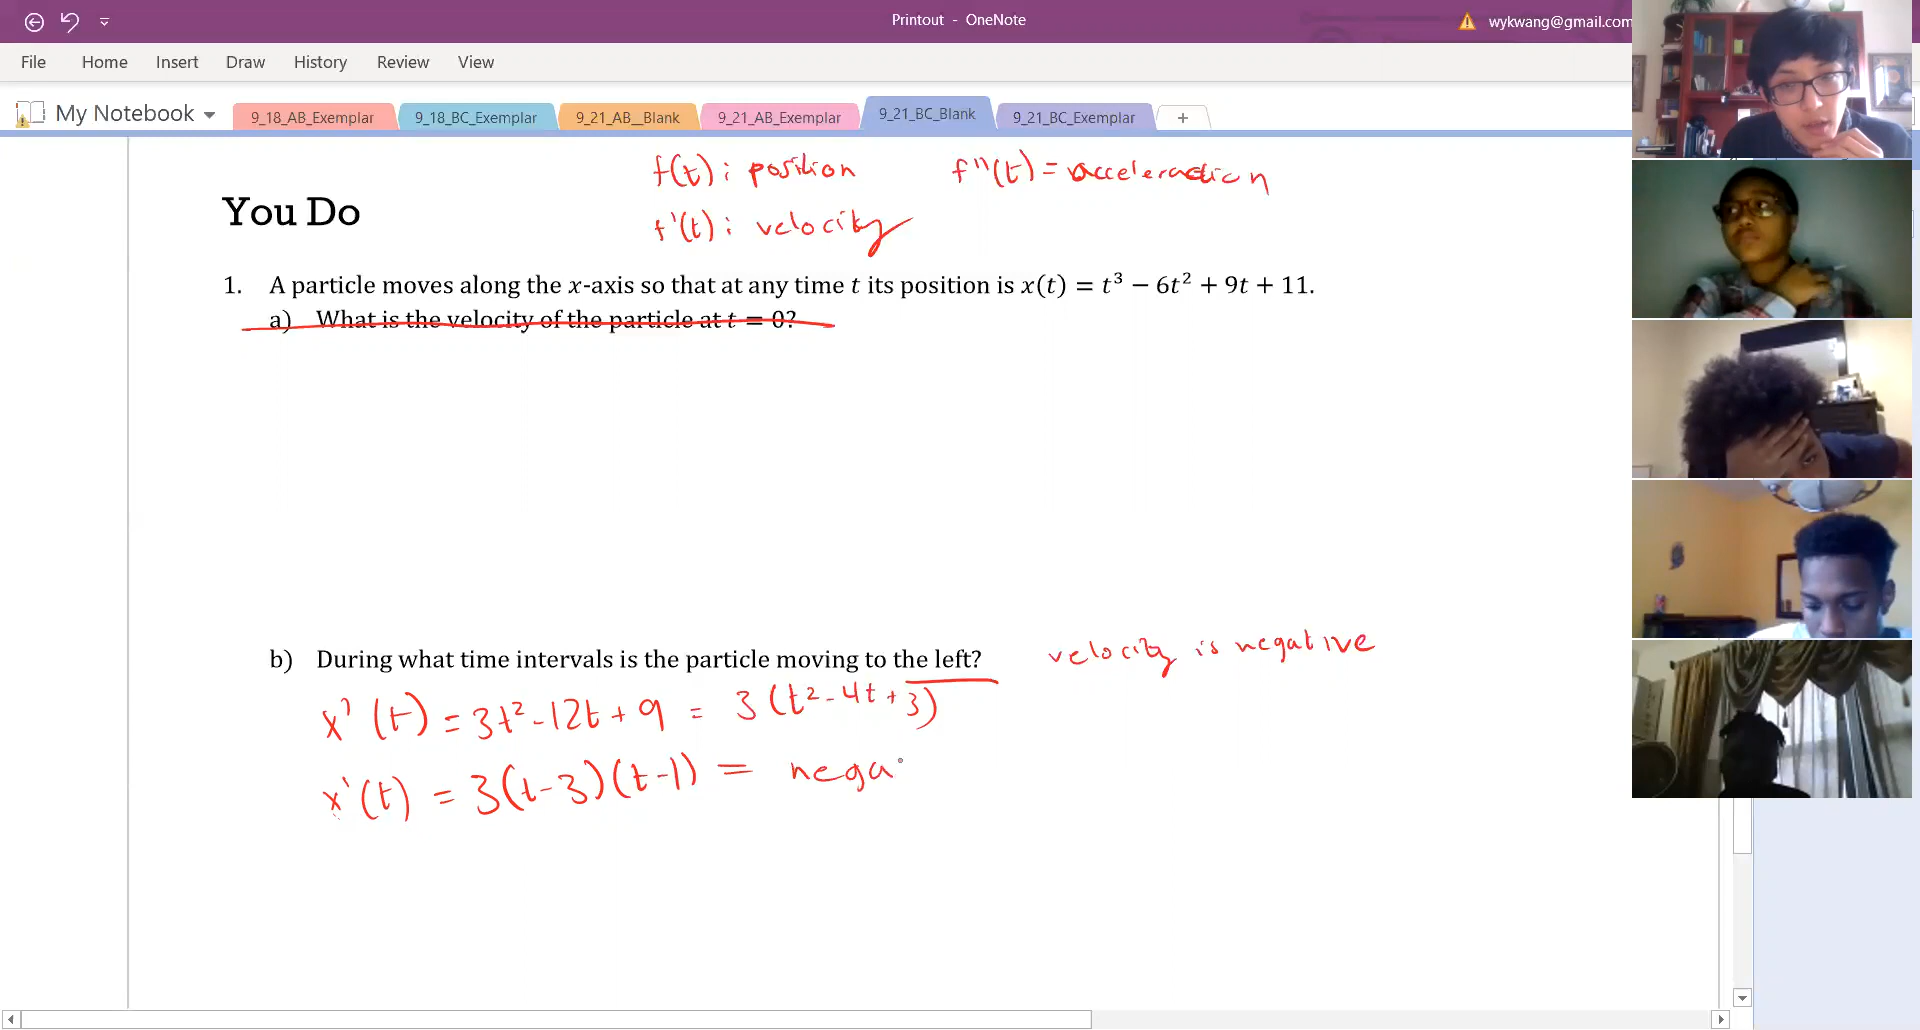 Printout - OneNote
wykwang@gmail.com
File Home Insert Draw History Review View
My Notebook
9_18_AB_Exemplar 9_18_BC_Exemplar 9_21_AB__Blank 9_21_AB_Exemplar 9_21_BC_Blank 9_21_BC_Exemplar +
f(t) : position f''(t) = acceleration
You Do
f'(t) : velocity
1. A particle moves along the x-axis so that at any time t its position is x(t) = t³ − 6t² + 9t + 11.
a) What is the velocity of the particle at t = 0?
b) During what time intervals is the particle moving to the left?
velocity is negative
x'(t) = 3t² - 12t + 9 = 3(t² - 4t + 3)
x'(t) = 3(t-3)(t-1) = nega